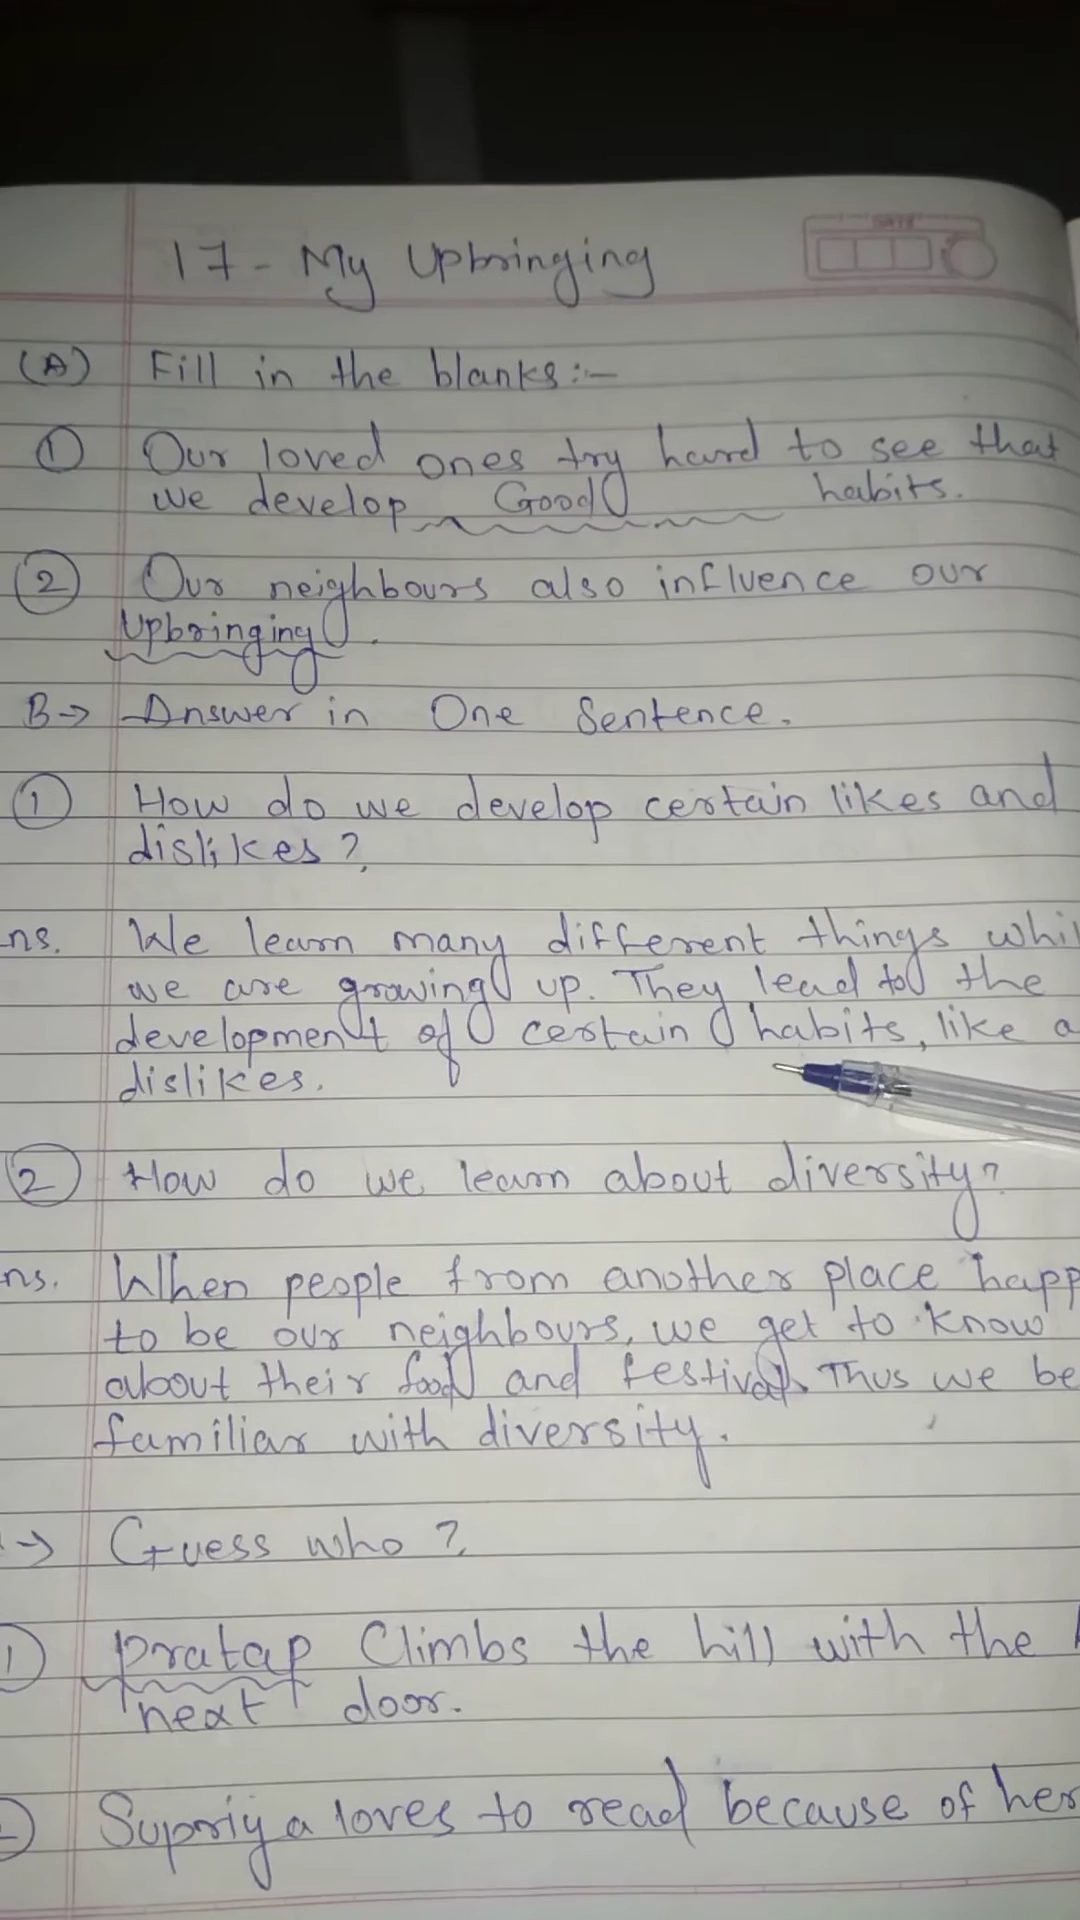 DATE
17 - My Upbringing
(A) Fill in the blanks :-
① Our loved ones try hard to see that
we develop Good habits.
② Our neighbours also influence our
Upbringing.
B→ Answer in One Sentence.
① How do we develop certain likes and
dislikes?
ns. We learn many different things whil
we are growing up. They lead to the
development of certain habits, like a
dislikes.
② How do we learn about diversity?
ns. When people from another place happ
to be our neighbours, we get to know
about their food and festivals Thus we be
familiar with diversity.
→ Guess who?
1 Pratap Climbs the hill with the
next door.
Supriya loves to read because of her